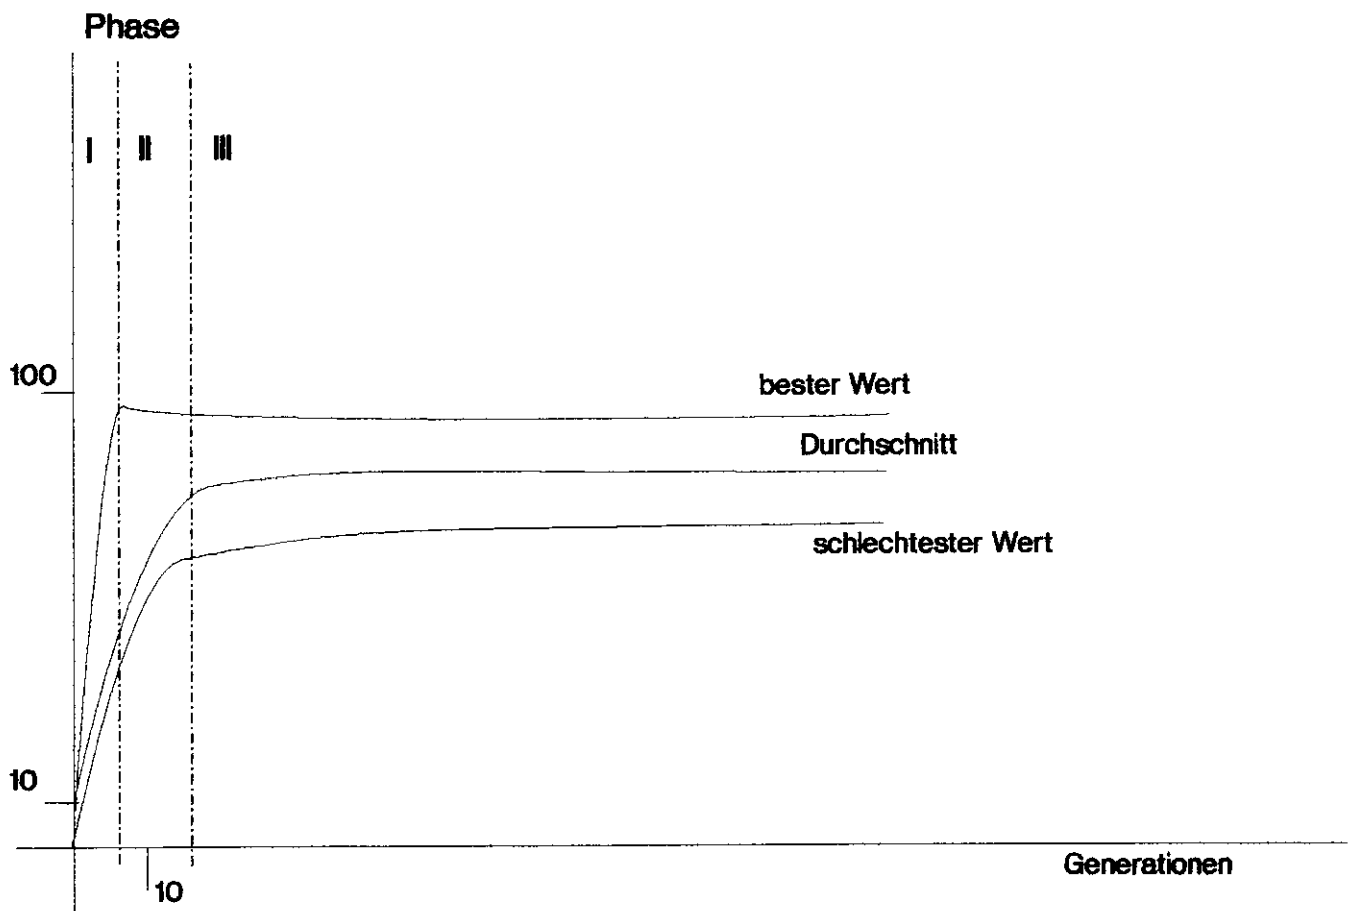 Phase
I II III
100
bester Wert
Durchschnitt
schlechtester Wert
10
Generationen
10